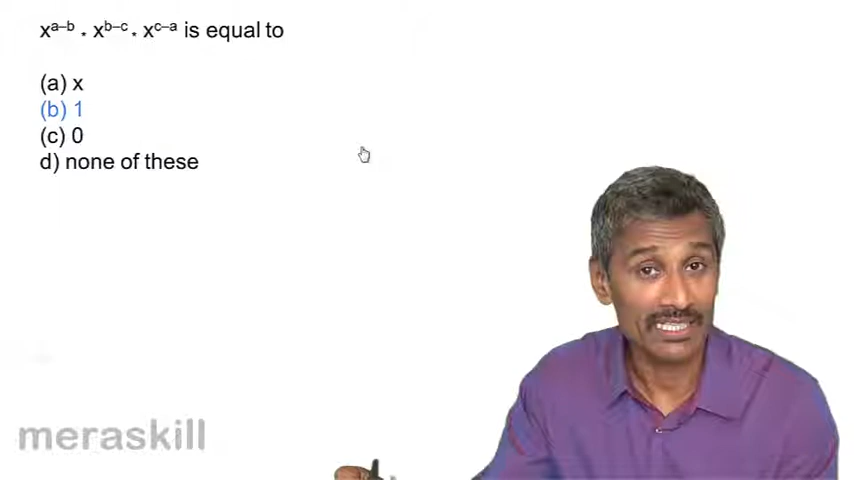 xᵃ⁻ᵇ * xᵇ⁻ᶜ * xᶜ⁻ᵃ is equal to
(a) x
(b) 1
(c) 0
d) none of these
meraskill